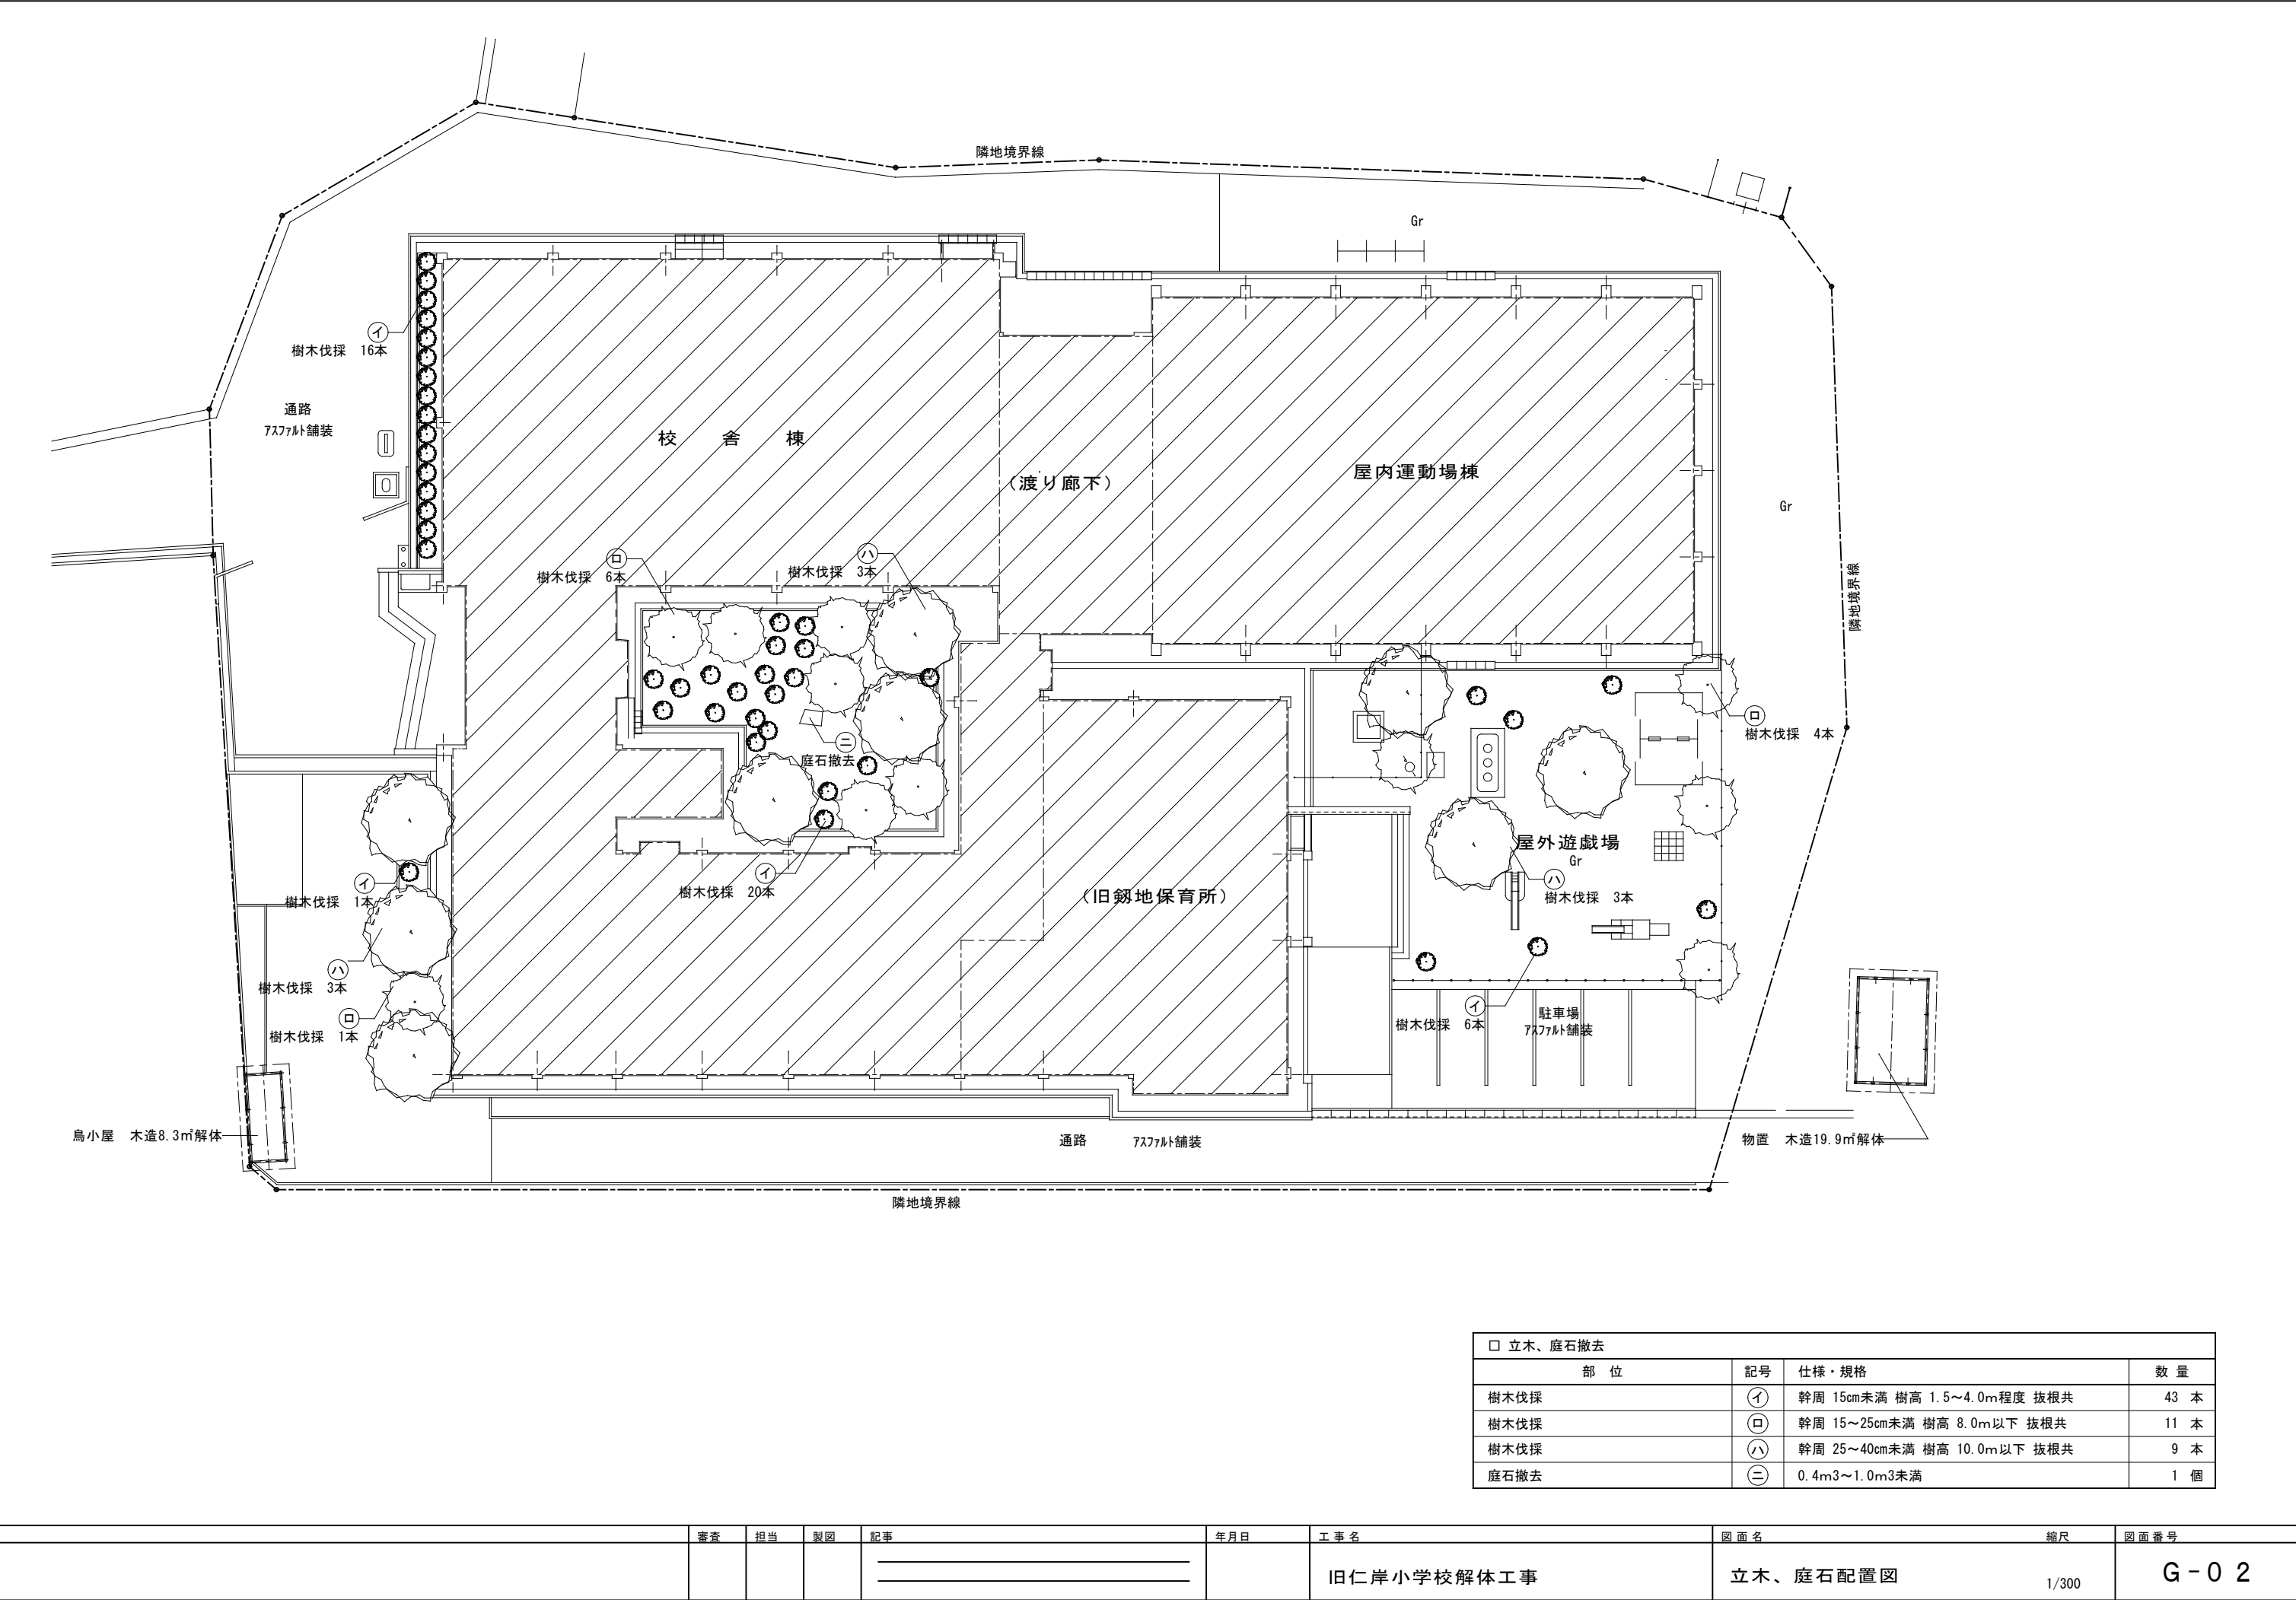 隣地境界線
Gr
イ
樹木伐採 16本
通路
ｱｽﾌｧﾙﾄ舗装
校 舎 棟
(渡り廊下)
屋内運動場棟
Gr
隣地境界線
ロ
樹木伐採 6本
ハ
樹木伐採 3本
ニ
庭石撤去
ロ
樹木伐採 4本
屋外遊戯場
Gr
ハ
樹木伐採 3本
イ
樹木伐採 1本
イ
樹木伐採 20本
(旧剱地保育所)
ハ
樹木伐採 3本
ロ
樹木伐採 1本
イ
樹木伐採 6本
駐車場
ｱｽﾌｧﾙﾄ舗装
鳥小屋 木造8.3㎡解体
通路 ｱｽﾌｧﾙﾄ舗装
物置 木造19.9㎡解体
隣地境界線
□ 立木、庭石撤去
部 位 記号 仕様・規格 数 量
樹木伐採 イ 幹周 15cm未満 樹高 1.5～4.0m程度 抜根共 43 本
樹木伐採 ロ 幹周 15～25cm未満 樹高 8.0m以下 抜根共 11 本
樹木伐採 ハ 幹周 25～40cm未満 樹高 10.0m以下 抜根共 9 本
庭石撤去 ニ 0.4m3～1.0m3未満 1 個
審査 担当 製図 記事 年月日 工事名 図面名 縮尺 図面番号
旧仁岸小学校解体工事 立木、庭石配置図 1/300 G-02